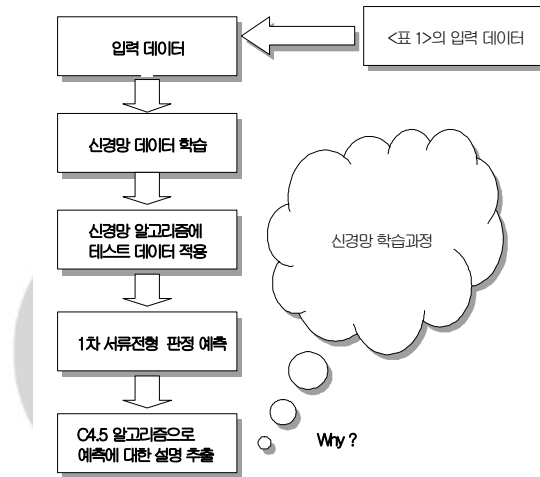 입력 데이터
<표 1>의 입력 데이터
신경망 데이터 학습
신경망 알고리즘에
테스트 데이터 적용
신경망 학습과정
1차 서류전형 판정 예측
C4.5 알고리즘으로
예측에 대한 설명 추출
Why ?